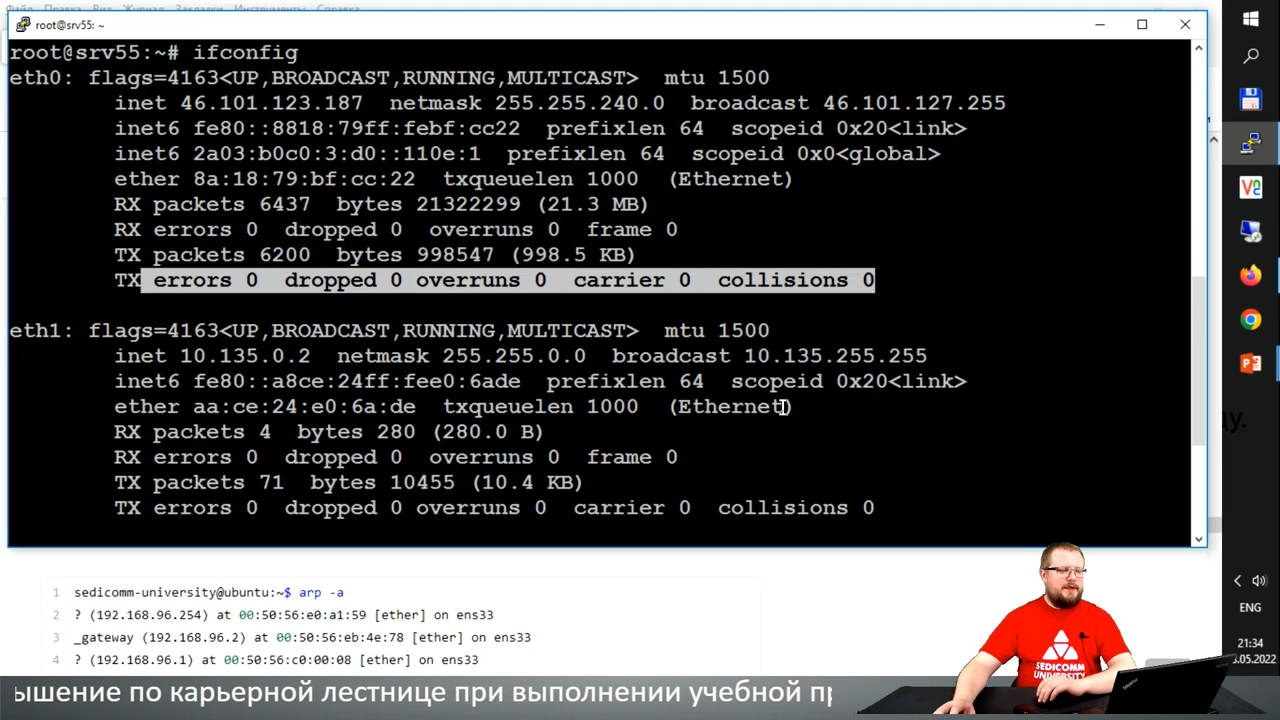 Файл Правка Вид Журнал Закладки Инструменты Справка
root@srv55: ~
root@srv55:~# ifconfig
eth0: flags=4163<UP,BROADCAST,RUNNING,MULTICAST>  mtu 1500
inet 46.101.123.187  netmask 255.255.240.0  broadcast 46.101.127.255
inet6 fe80::8818:79ff:febf:cc22  prefixlen 64  scopeid 0x20<link>
inet6 2a03:b0c0:3:d0::110e:1  prefixlen 64  scopeid 0x0<global>
ether 8a:18:79:bf:cc:22  txqueuelen 1000  (Ethernet)
RX packets 6437  bytes 21322299 (21.3 MB)
RX errors 0  dropped 0  overruns 0  frame 0
TX packets 6200  bytes 998547 (998.5 KB)
TX errors 0  dropped 0 overruns 0  carrier 0  collisions 0
eth1: flags=4163<UP,BROADCAST,RUNNING,MULTICAST>  mtu 1500
inet 10.135.0.2  netmask 255.255.0.0  broadcast 10.135.255.255
inet6 fe80::a8ce:24ff:fee0:6ade  prefixlen 64  scopeid 0x20<link>
ether aa:ce:24:e0:6a:de  txqueuelen 1000  (Ethernet)
RX packets 4  bytes 280 (280.0 B)
RX errors 0  dropped 0  overruns 0  frame 0
TX packets 71  bytes 10455 (10.4 KB)
TX errors 0  dropped 0 overruns 0  carrier 0  collisions 0
ду.
1 sedicomm-university@ubuntu:~$ arp -a
2 ? (192.168.96.254) at 00:50:56:e0:a1:59 [ether] on ens33
3 _gateway (192.168.96.2) at 00:50:56:eb:4e:78 [ether] on ens33
4 ? (192.168.96.1) at 00:50:56:c0:00:08 [ether] on ens33
ENG
21:34
.05.2022
SEDICOMM
UNIVERSITY
ThinkPad
ышение по карьерной лестнице при выполнении учебной пр